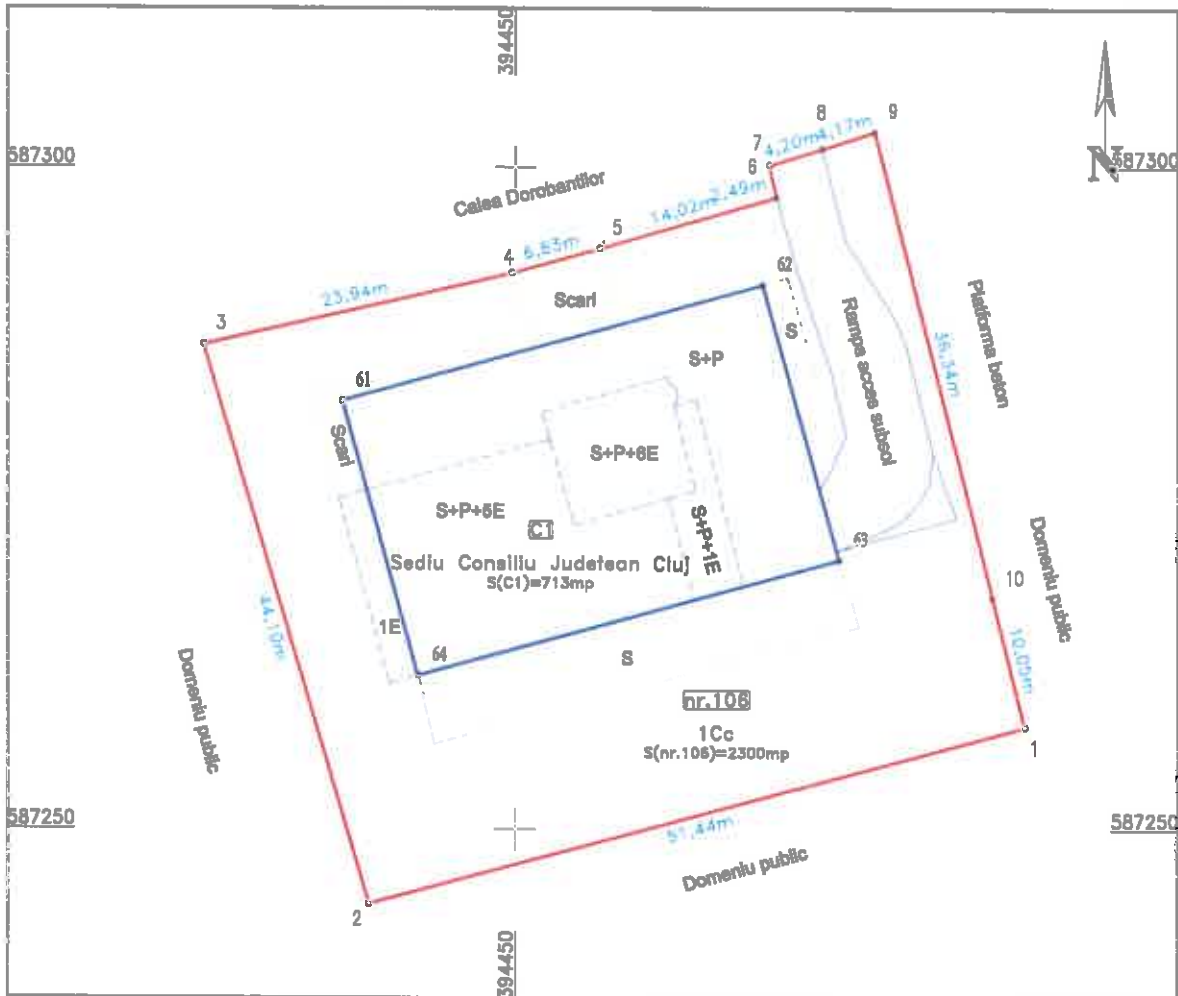 394450
587300
587300
N
8
9
7
4,20m
4,17m
6
2,49m
Calea Dorobantilor
14,02m
5
6,83m
4
23,94m
3
Scari
62
S
S+P
Rampa acces subsol
Platforma beton
36,34m
61
Scari
S+P+6E
S+P+5E
C1
S+P+1E
63
Sediu Consiliu Judetean Cluj
S(C1)=713mp
Domeniu public
10
10,05m
44,10m
1E
64
S
Domeniu public
nr.106
1Cc
S(nr.106)=2300mp
1
587250
587250
51,44m
Domeniu public
2
394450